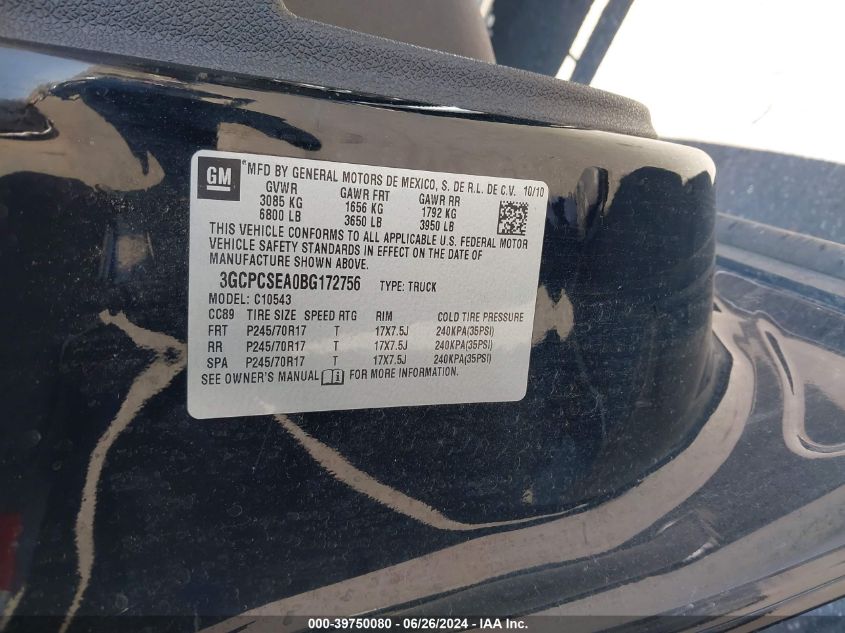 GM ® MFD BY GENERAL MOTORS DE MEXICO, S. DE R.L. DE C.V. 10/10
GVWR GAWR FRT GAWR RR
3085 KG 1656 KG 1792 KG
6800 LB 3650 LB 3950 LB
THIS VEHICLE CONFORMS TO ALL APPLICABLE U.S. FEDERAL MOTOR
VEHICLE SAFETY STANDARDS IN EFFECT ON THE DATE OF
MANUFACTURE SHOWN ABOVE.
3GCPCSEA0BG172756 TYPE: TRUCK
MODEL: C10543
CC89 TIRE SIZE SPEED RTG RIM COLD TIRE PRESSURE
FRT P245/70R17 T 17X7.5J 240KPA(35PSI)
RR P245/70R17 T 17X7.5J 240KPA(35PSI)
SPA P245/70R17 T 17X7.5J 240KPA(35PSI)
SEE OWNER'S MANUAL FOR MORE INFORMATION.
000-39750080 - 06/26/2024 - IAA Inc.